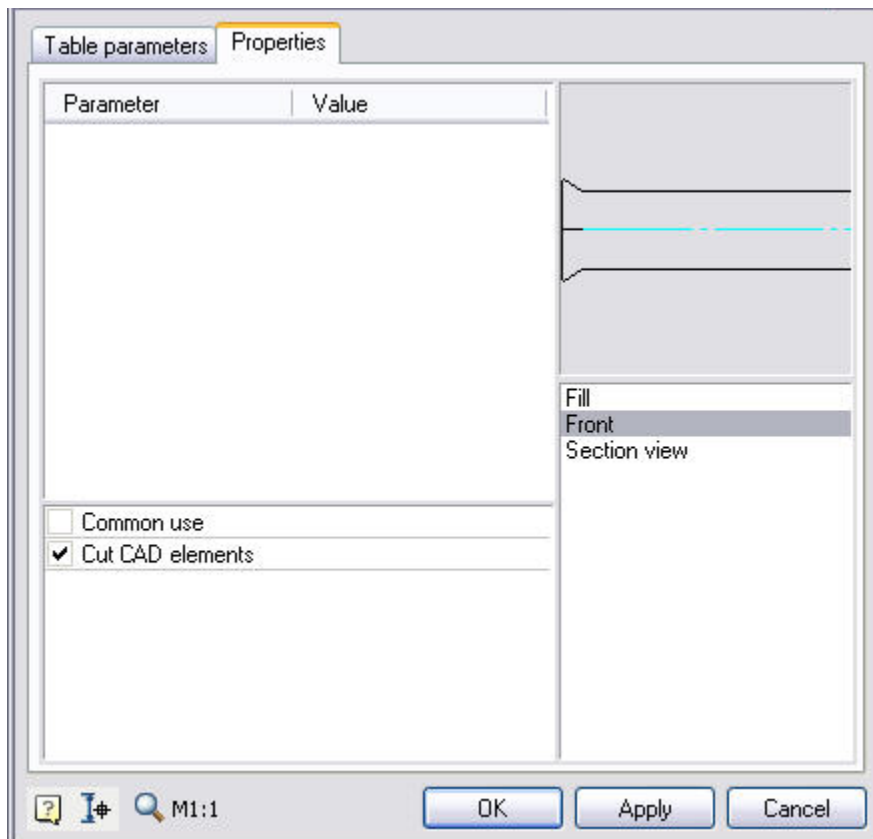 Table parameters Properties
Parameter Value
Fill
Front
Section view
Common use
Cut CAD elements
? M1:1 OK Apply Cancel